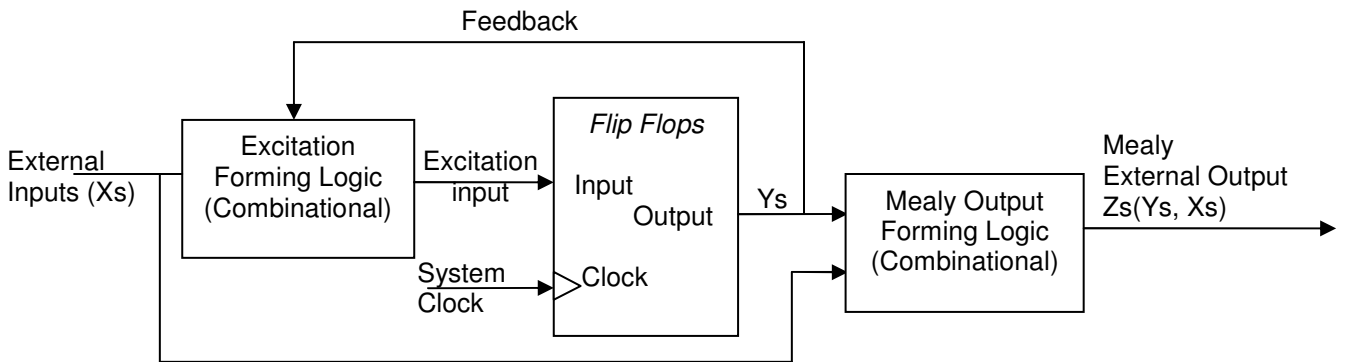 Feedback
External
Inputs (Xs)
Excitation
Forming Logic
(Combinational)
Excitation
input
Flip Flops
Input
Output
Clock
System
Clock
Ys
Mealy Output
Forming Logic
(Combinational)
Mealy
External Output
Zs(Ys, Xs)